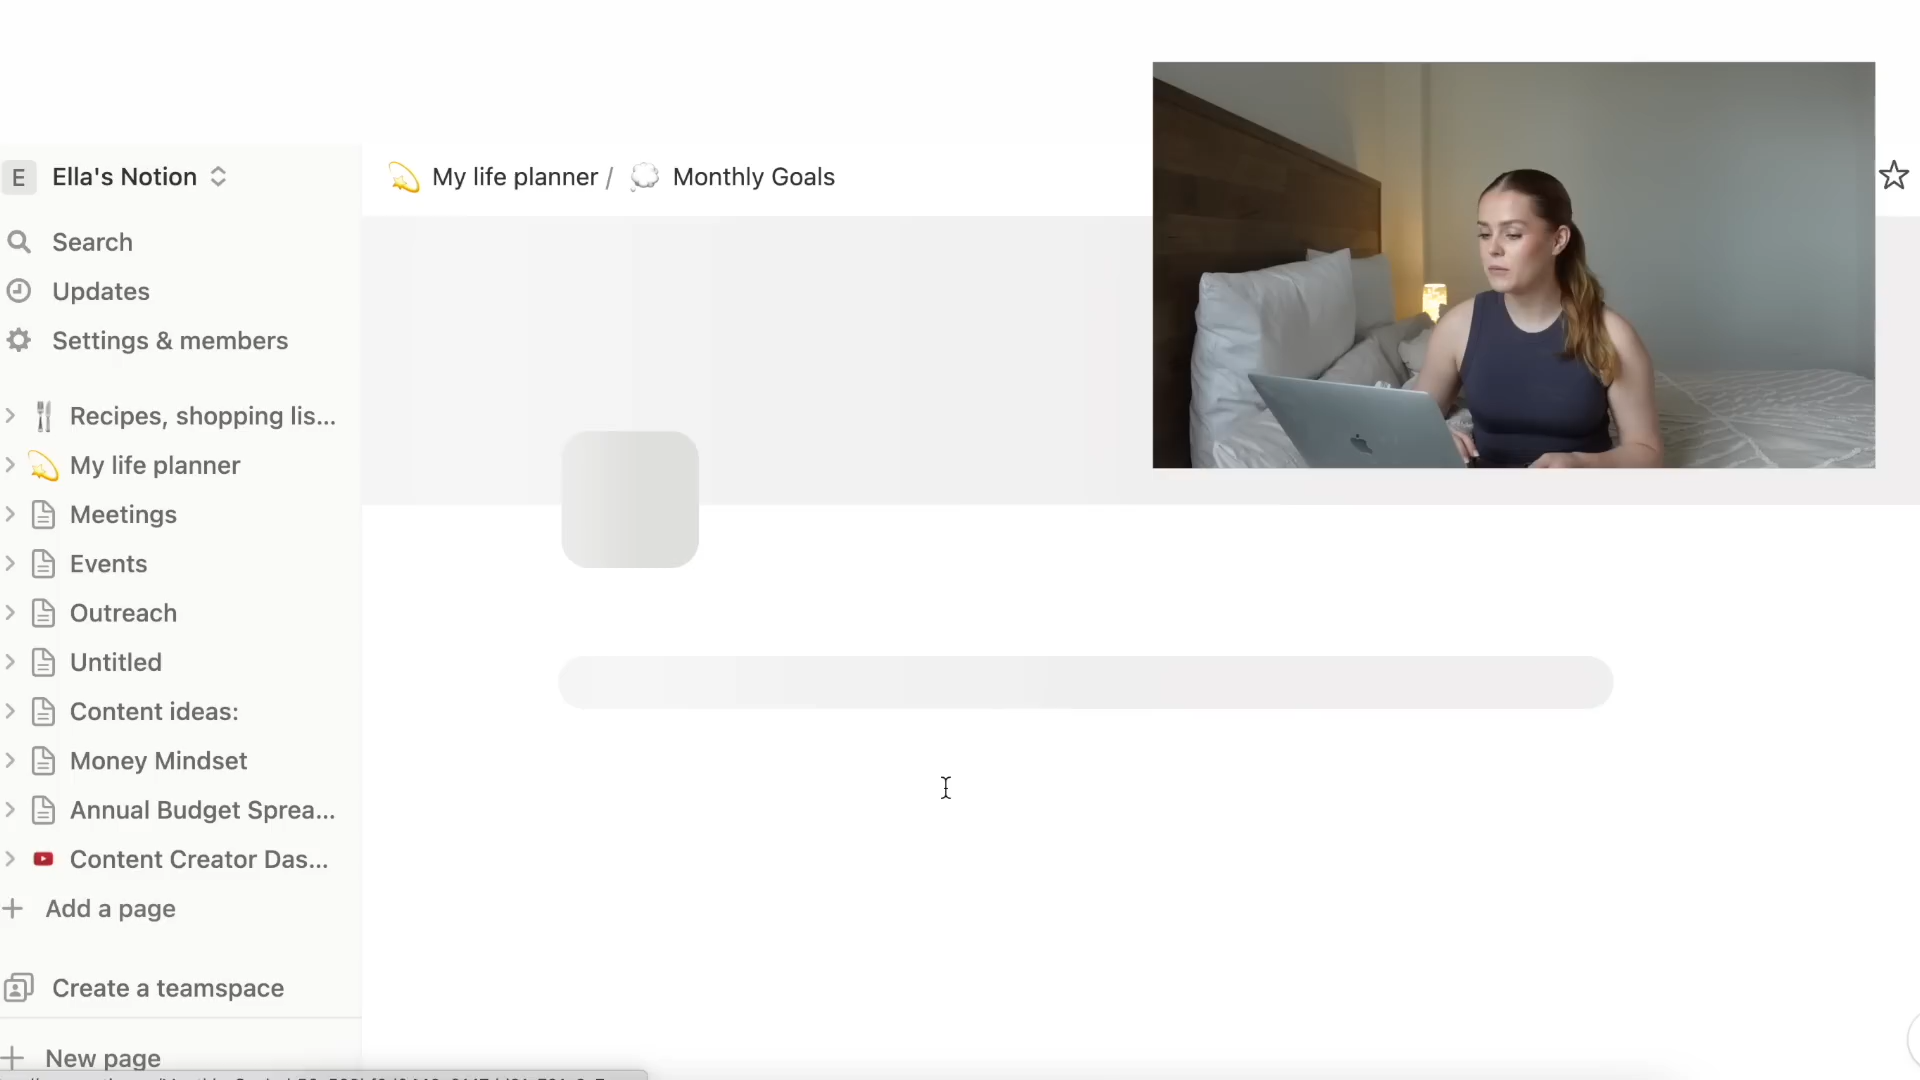 E Ella's Notion
My life planner / Monthly Goals
Search
Updates
Settings & members
Recipes, shopping lis...
My life planner
Meetings
Events
Outreach
Untitled
Content ideas:
Money Mindset
Annual Budget Sprea...
Content Creator Das...
Add a page
Create a teamspace
New page